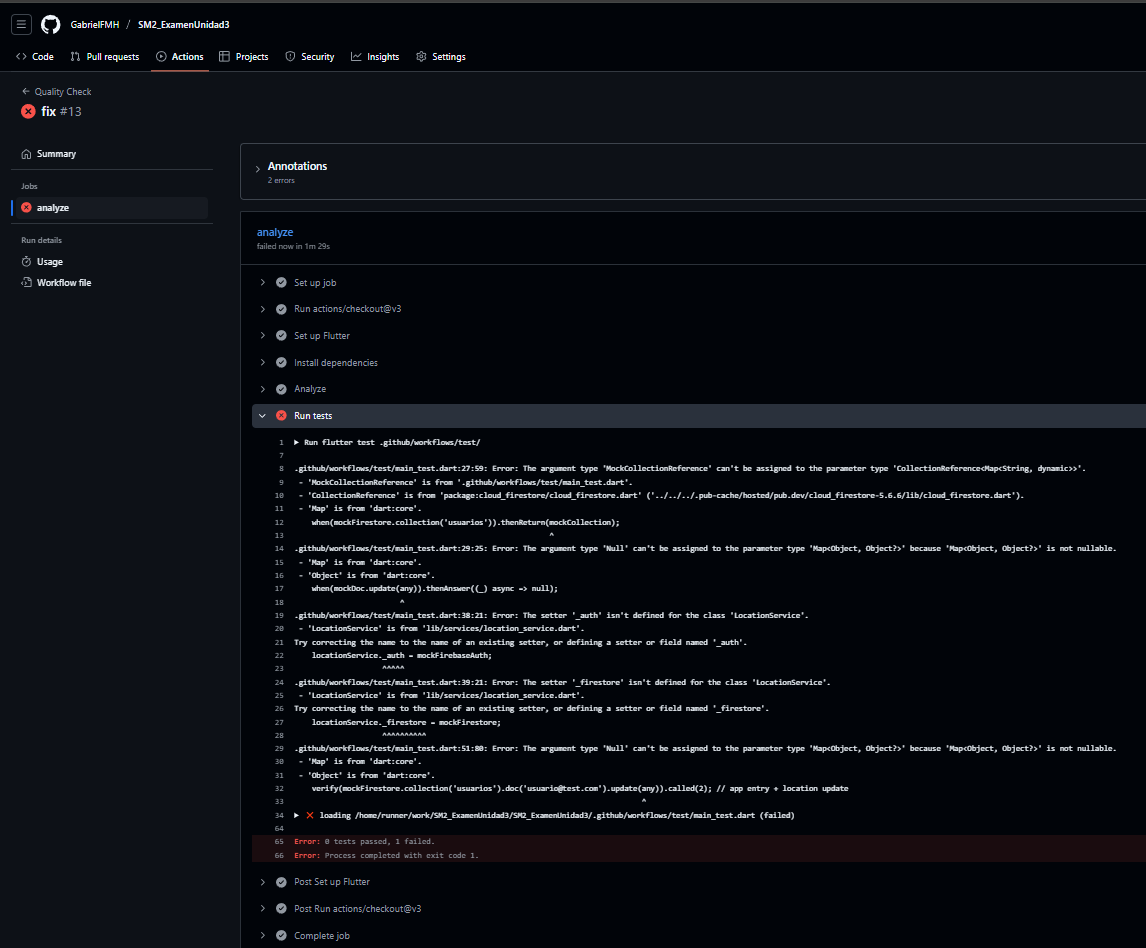 GabrielFMH / SM2_ExamenUnidad3
Code Pull requests Actions Projects Security Insights Settings
Quality Check
fix #13
Summary
Jobs
analyze
Run details
Usage
Workflow file
Annotations
2 errors
analyze
failed now in 1m 29s
Set up job
Run actions/checkout@v3
Set up Flutter
Install dependencies
Analyze
Run tests
1 Run flutter test .github/workflows/test/
7
8 .github/workflows/test/main_test.dart:27:59: Error: The argument type 'MockCollectionReference' can't be assigned to the parameter type 'CollectionReference<Map<String, dynamic>>'.
9 - 'MockCollectionReference' is from '.github/workflows/test/main_test.dart'.
10 - 'CollectionReference' is from 'package:cloud_firestore/cloud_firestore.dart' ('../../../.pub-cache/hosted/pub.dev/cloud_firestore-5.6.6/lib/cloud_firestore.dart').
11 - 'Map' is from 'dart:core'.
12 when(mockFirestore.collection('usuarios')).thenReturn(mockCollection);
13 ^
14 .github/workflows/test/main_test.dart:29:25: Error: The argument type 'Null' can't be assigned to the parameter type 'Map<Object, Object?>' because 'Map<Object, Object?>' is not nullable.
15 - 'Map' is from 'dart:core'.
16 - 'Object' is from 'dart:core'.
17 when(mockDoc.update(any)).thenAnswer((_) async => null);
18 ^
19 .github/workflows/test/main_test.dart:38:21: Error: The setter '_auth' isn't defined for the class 'LocationService'.
20 - 'LocationService' is from 'lib/services/location_service.dart'.
21 Try correcting the name to the name of an existing setter, or defining a setter or field named '_auth'.
22 locationService._auth = mockFirebaseAuth;
23 ^^^^^
24 .github/workflows/test/main_test.dart:39:21: Error: The setter '_firestore' isn't defined for the class 'LocationService'.
25 - 'LocationService' is from 'lib/services/location_service.dart'.
26 Try correcting the name to the name of an existing setter, or defining a setter or field named '_firestore'.
27 locationService._firestore = mockFirestore;
28 ^^^^^^^^^^
29 .github/workflows/test/main_test.dart:51:80: Error: The argument type 'Null' can't be assigned to the parameter type 'Map<Object, Object?>' because 'Map<Object, Object?>' is not nullable.
30 - 'Map' is from 'dart:core'.
31 - 'Object' is from 'dart:core'.
32 verify(mockFirestore.collection('usuarios').doc('usuario@test.com').update(any)).called(2); // app entry + location update
33 ^
34 loading /home/runner/work/SM2_ExamenUnidad3/SM2_ExamenUnidad3/.github/workflows/test/main_test.dart (failed)
64
65 Error: 0 tests passed, 1 failed.
66 Error: Process completed with exit code 1.
Post Set up Flutter
Post Run actions/checkout@v3
Complete job